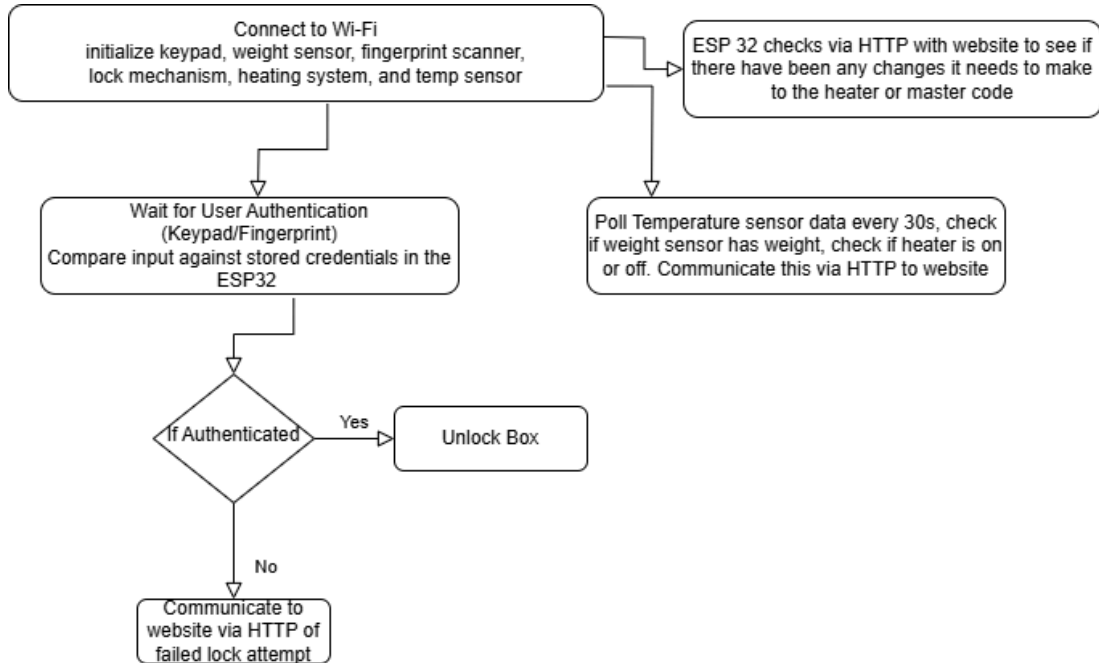 Connect to Wi-Fi
initialize keypad, weight sensor, fingerprint scanner,
lock mechanism, heating system, and temp sensor
ESP 32 checks via HTTP with website to see if
there have been any changes it needs to make
to the heater or master code
Wait for User Authentication
(Keypad/Fingerprint)
Compare input against stored credentials in the
ESP32
Poll Temperature sensor data every 30s, check
if weight sensor has weight, check if heater is on
or off. Communicate this via HTTP to website
If Authenticated
Yes
Unlock Box
No
Communicate to
website via HTTP of
failed lock attempt